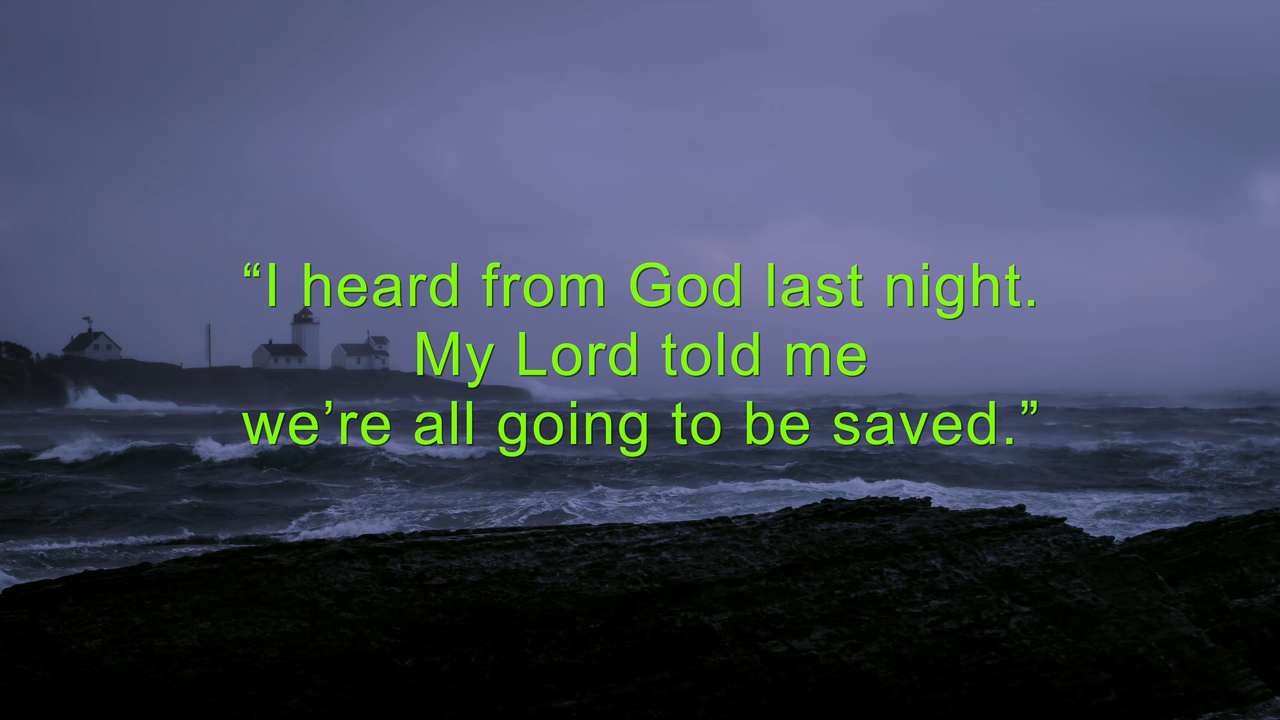 “I heard from God last night.
My Lord told me
we’re all going to be saved.”